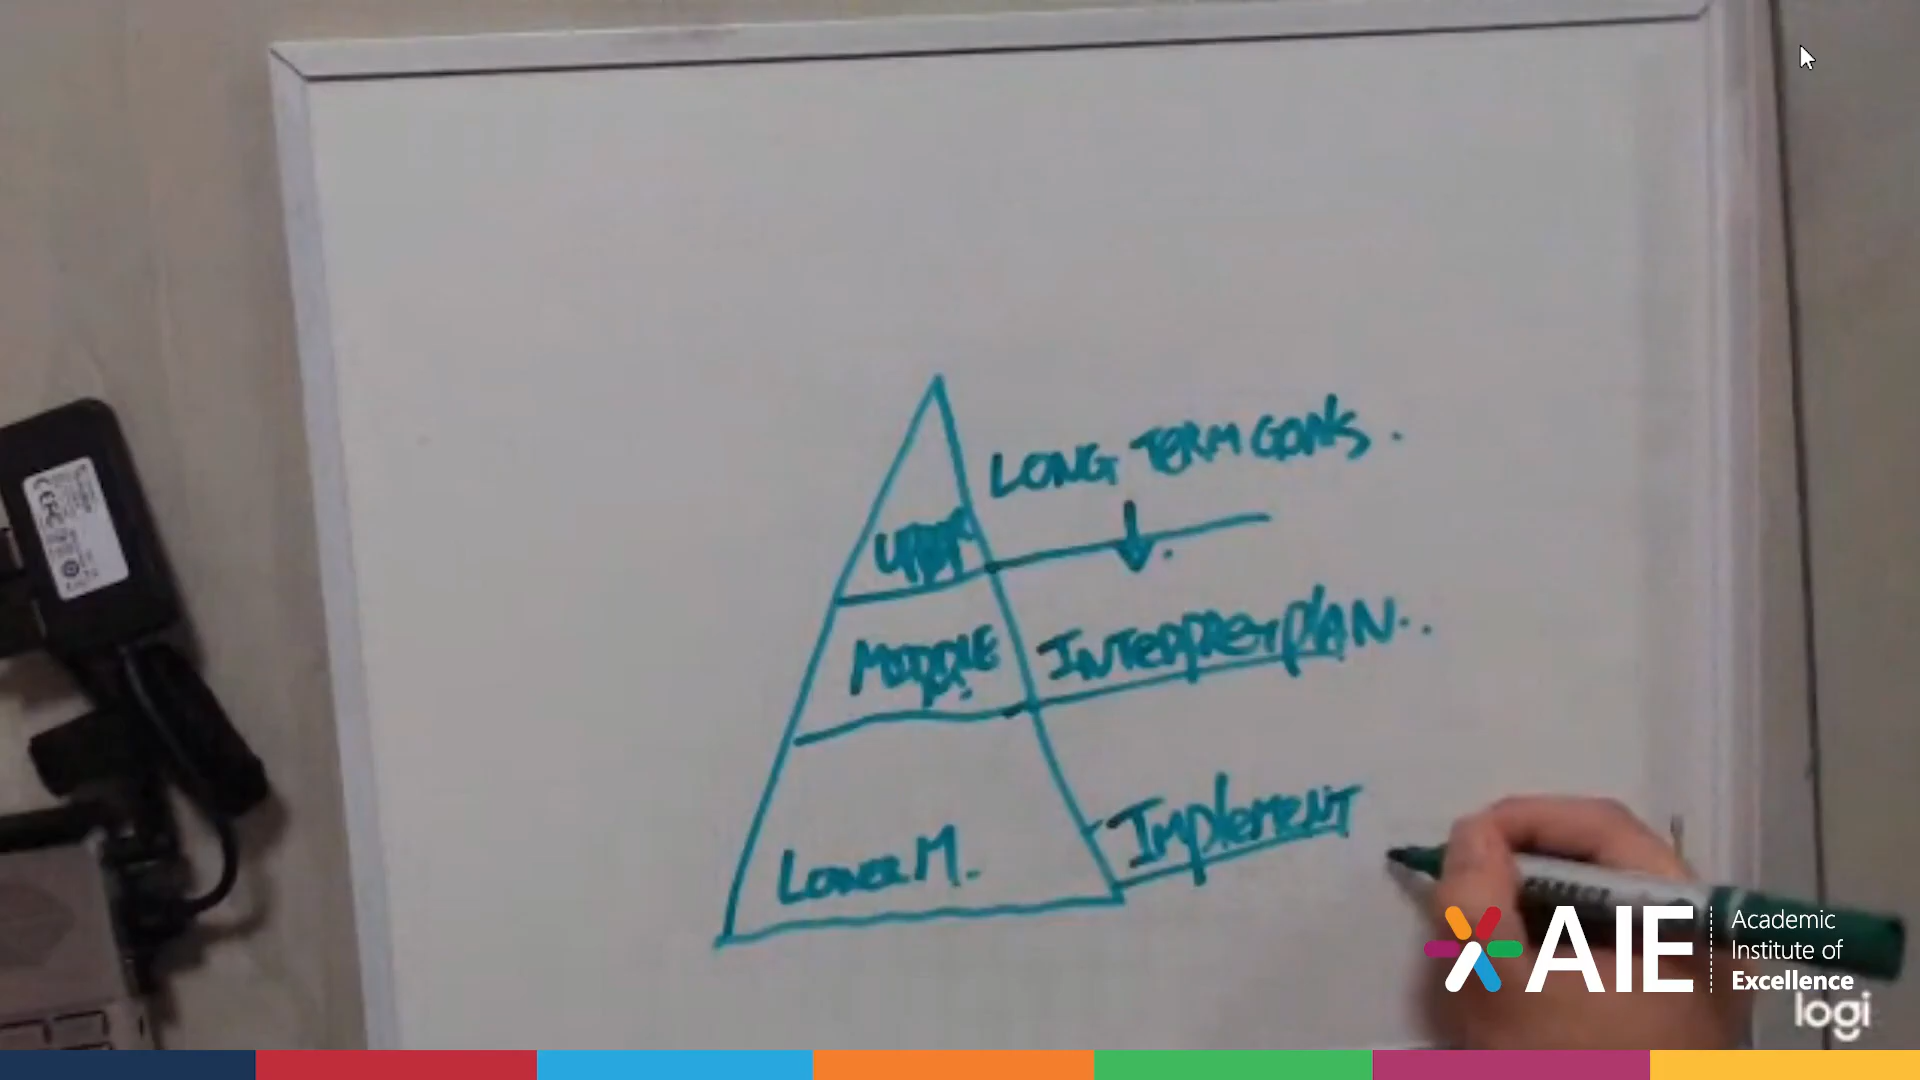 LONG TERM GOALS.
UPPER
MIDDLE
INTERPRET PLAN..
IMPLEMENT
LOWER M.
AIE
Academic
Institute of
Excellence
logi